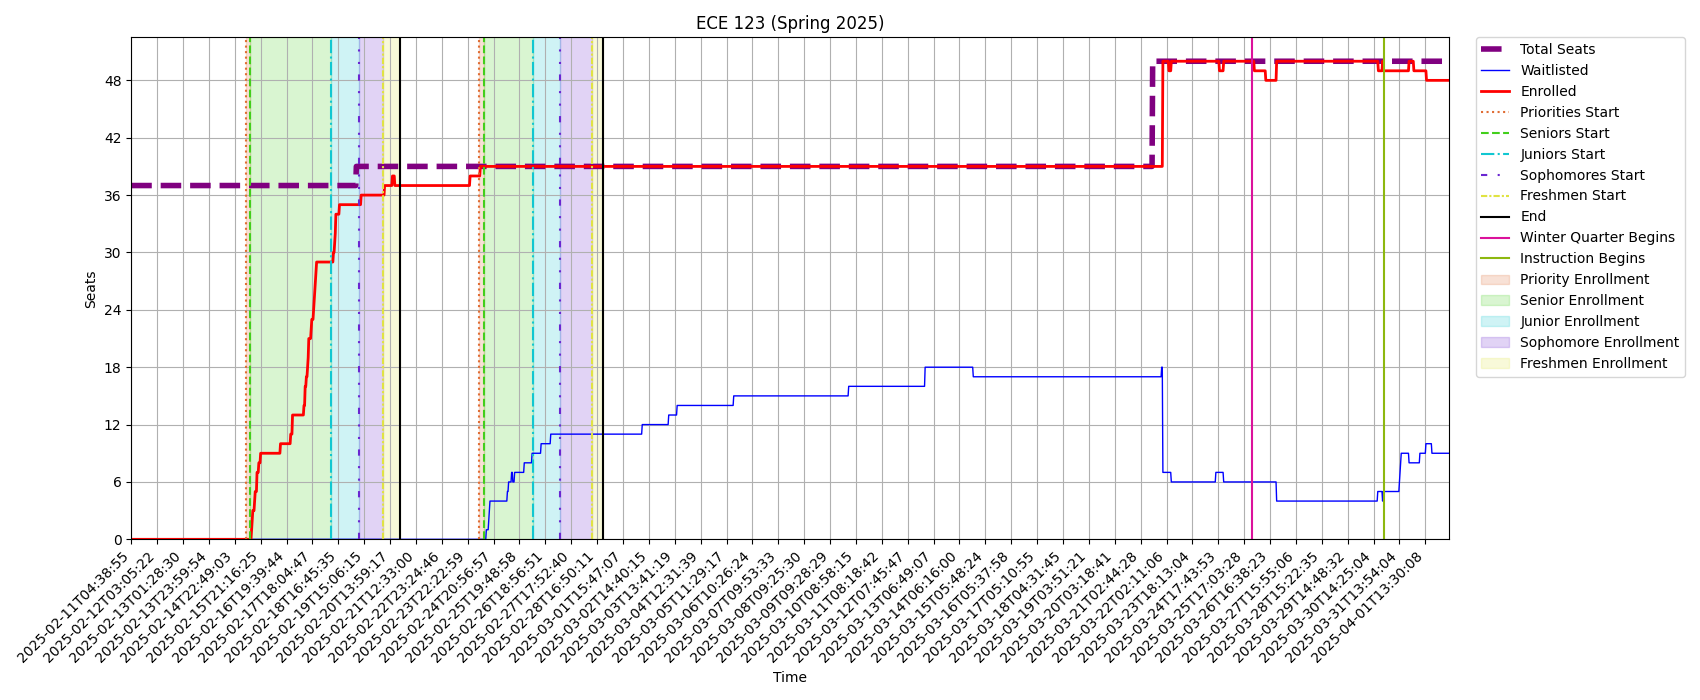 ECE 123 (Spring 2025)
Seats
48
42
36
30
24
18
12
6
0
2025-02-11T04:38:55
2025-02-12T03:05:22
2025-02-13T01:28:30
2025-02-13T23:59:54
2025-02-14T22:49:03
2025-02-15T21:16:25
2025-02-16T19:39:44
2025-02-17T18:04:47
2025-02-18T16:45:35
2025-02-19T15:06:15
2025-02-20T13:59:17
2025-02-21T12:33:00
2025-02-23T23:24:46
2025-02-23T22:22:59
2025-02-24T20:56:57
2025-02-25T19:48:58
2025-02-26T18:56:51
2025-02-27T17:52:40
2025-02-28T16:50:11
2025-03-01T15:47:07
2025-03-02T14:40:15
2025-03-03T13:41:19
2025-03-04T12:31:39
2025-03-05T11:29:17
2025-03-06T10:26:24
2025-03-07T09:53:33
2025-03-08T09:25:30
2025-03-09T09:28:29
2025-03-10T08:58:15
2025-03-11T08:18:42
2025-03-12T07:45:47
2025-03-13T06:49:07
2025-03-14T06:16:00
2025-03-15T05:48:24
2025-03-16T05:37:58
2025-03-17T05:10:55
2025-03-18T04:31:45
2025-03-19T03:51:21
2025-03-20T03:18:41
2025-03-21T02:44:28
2025-03-22T02:11:06
2025-03-23T18:13:04
2025-03-24T17:43:53
2025-03-25T17:03:28
2025-03-26T16:38:23
2025-03-27T15:55:06
2025-03-28T15:22:35
2025-03-29T14:48:32
2025-03-30T14:25:04
2025-03-31T13:54:04
2025-04-01T13:30:08
Time
Total Seats
Waitlisted
Enrolled
Priorities Start
Seniors Start
Juniors Start
Sophomores Start
Freshmen Start
End
Winter Quarter Begins
Instruction Begins
Priority Enrollment
Senior Enrollment
Junior Enrollment
Sophomore Enrollment
Freshmen Enrollment